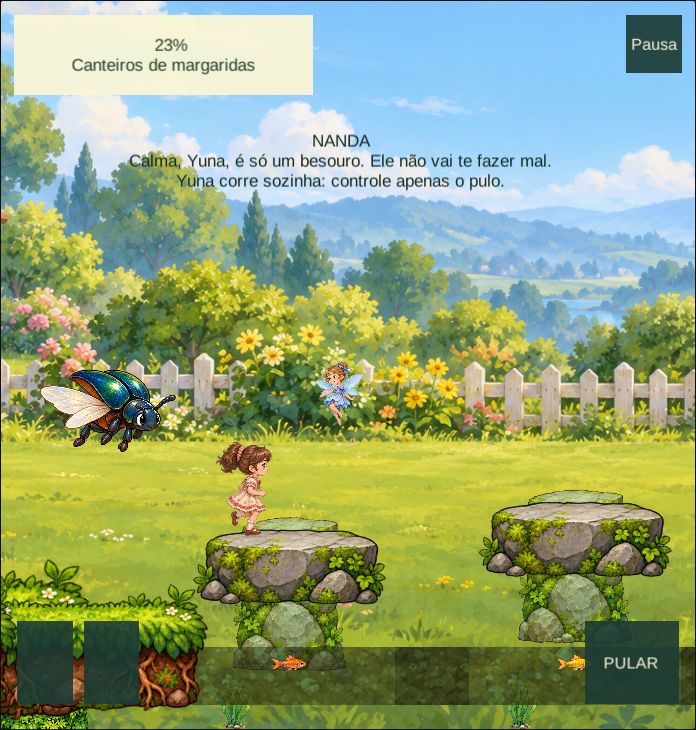 23%
Canteiros de margaridas
Pausa
NANDA
Calma, Yuna, é só um besouro. Ele não vai te fazer mal.
Yuna corre sozinha: controle apenas o pulo.
PULAR